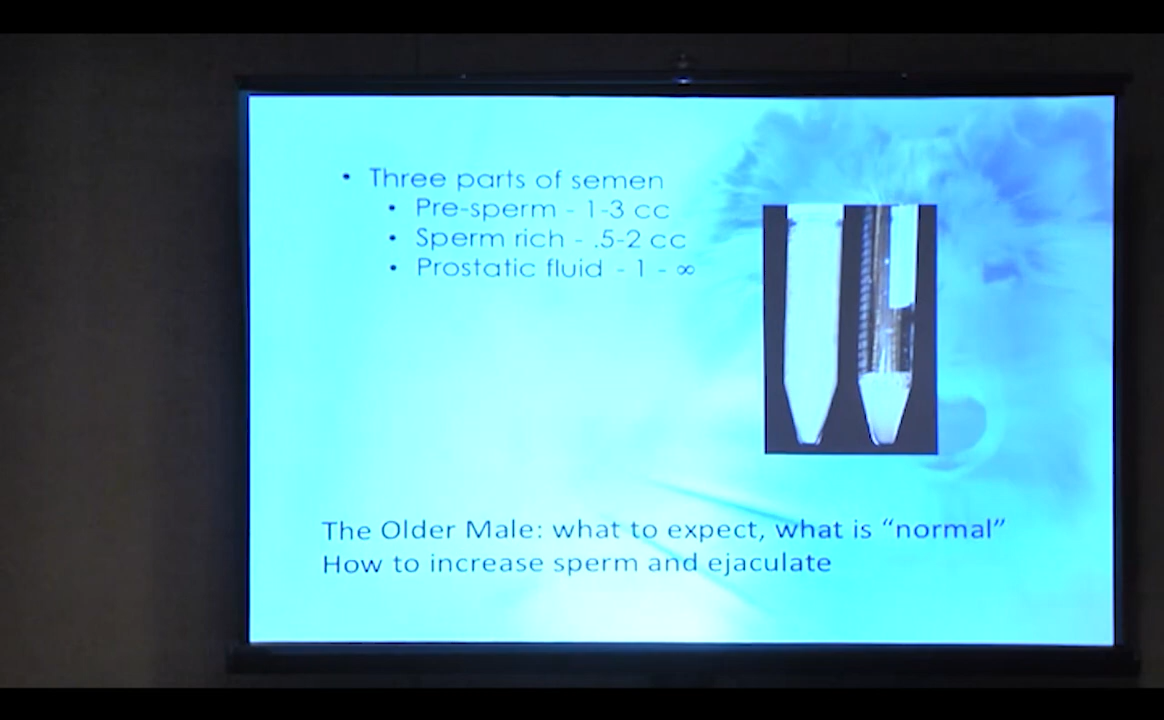 • Three parts of semen
• Pre-sperm - 1-3 cc
• Sperm rich - .5-2 cc
• Prostatic fluid - 1 - ∞
The Older Male: what to expect, what is “normal”
How to increase sperm and ejaculate